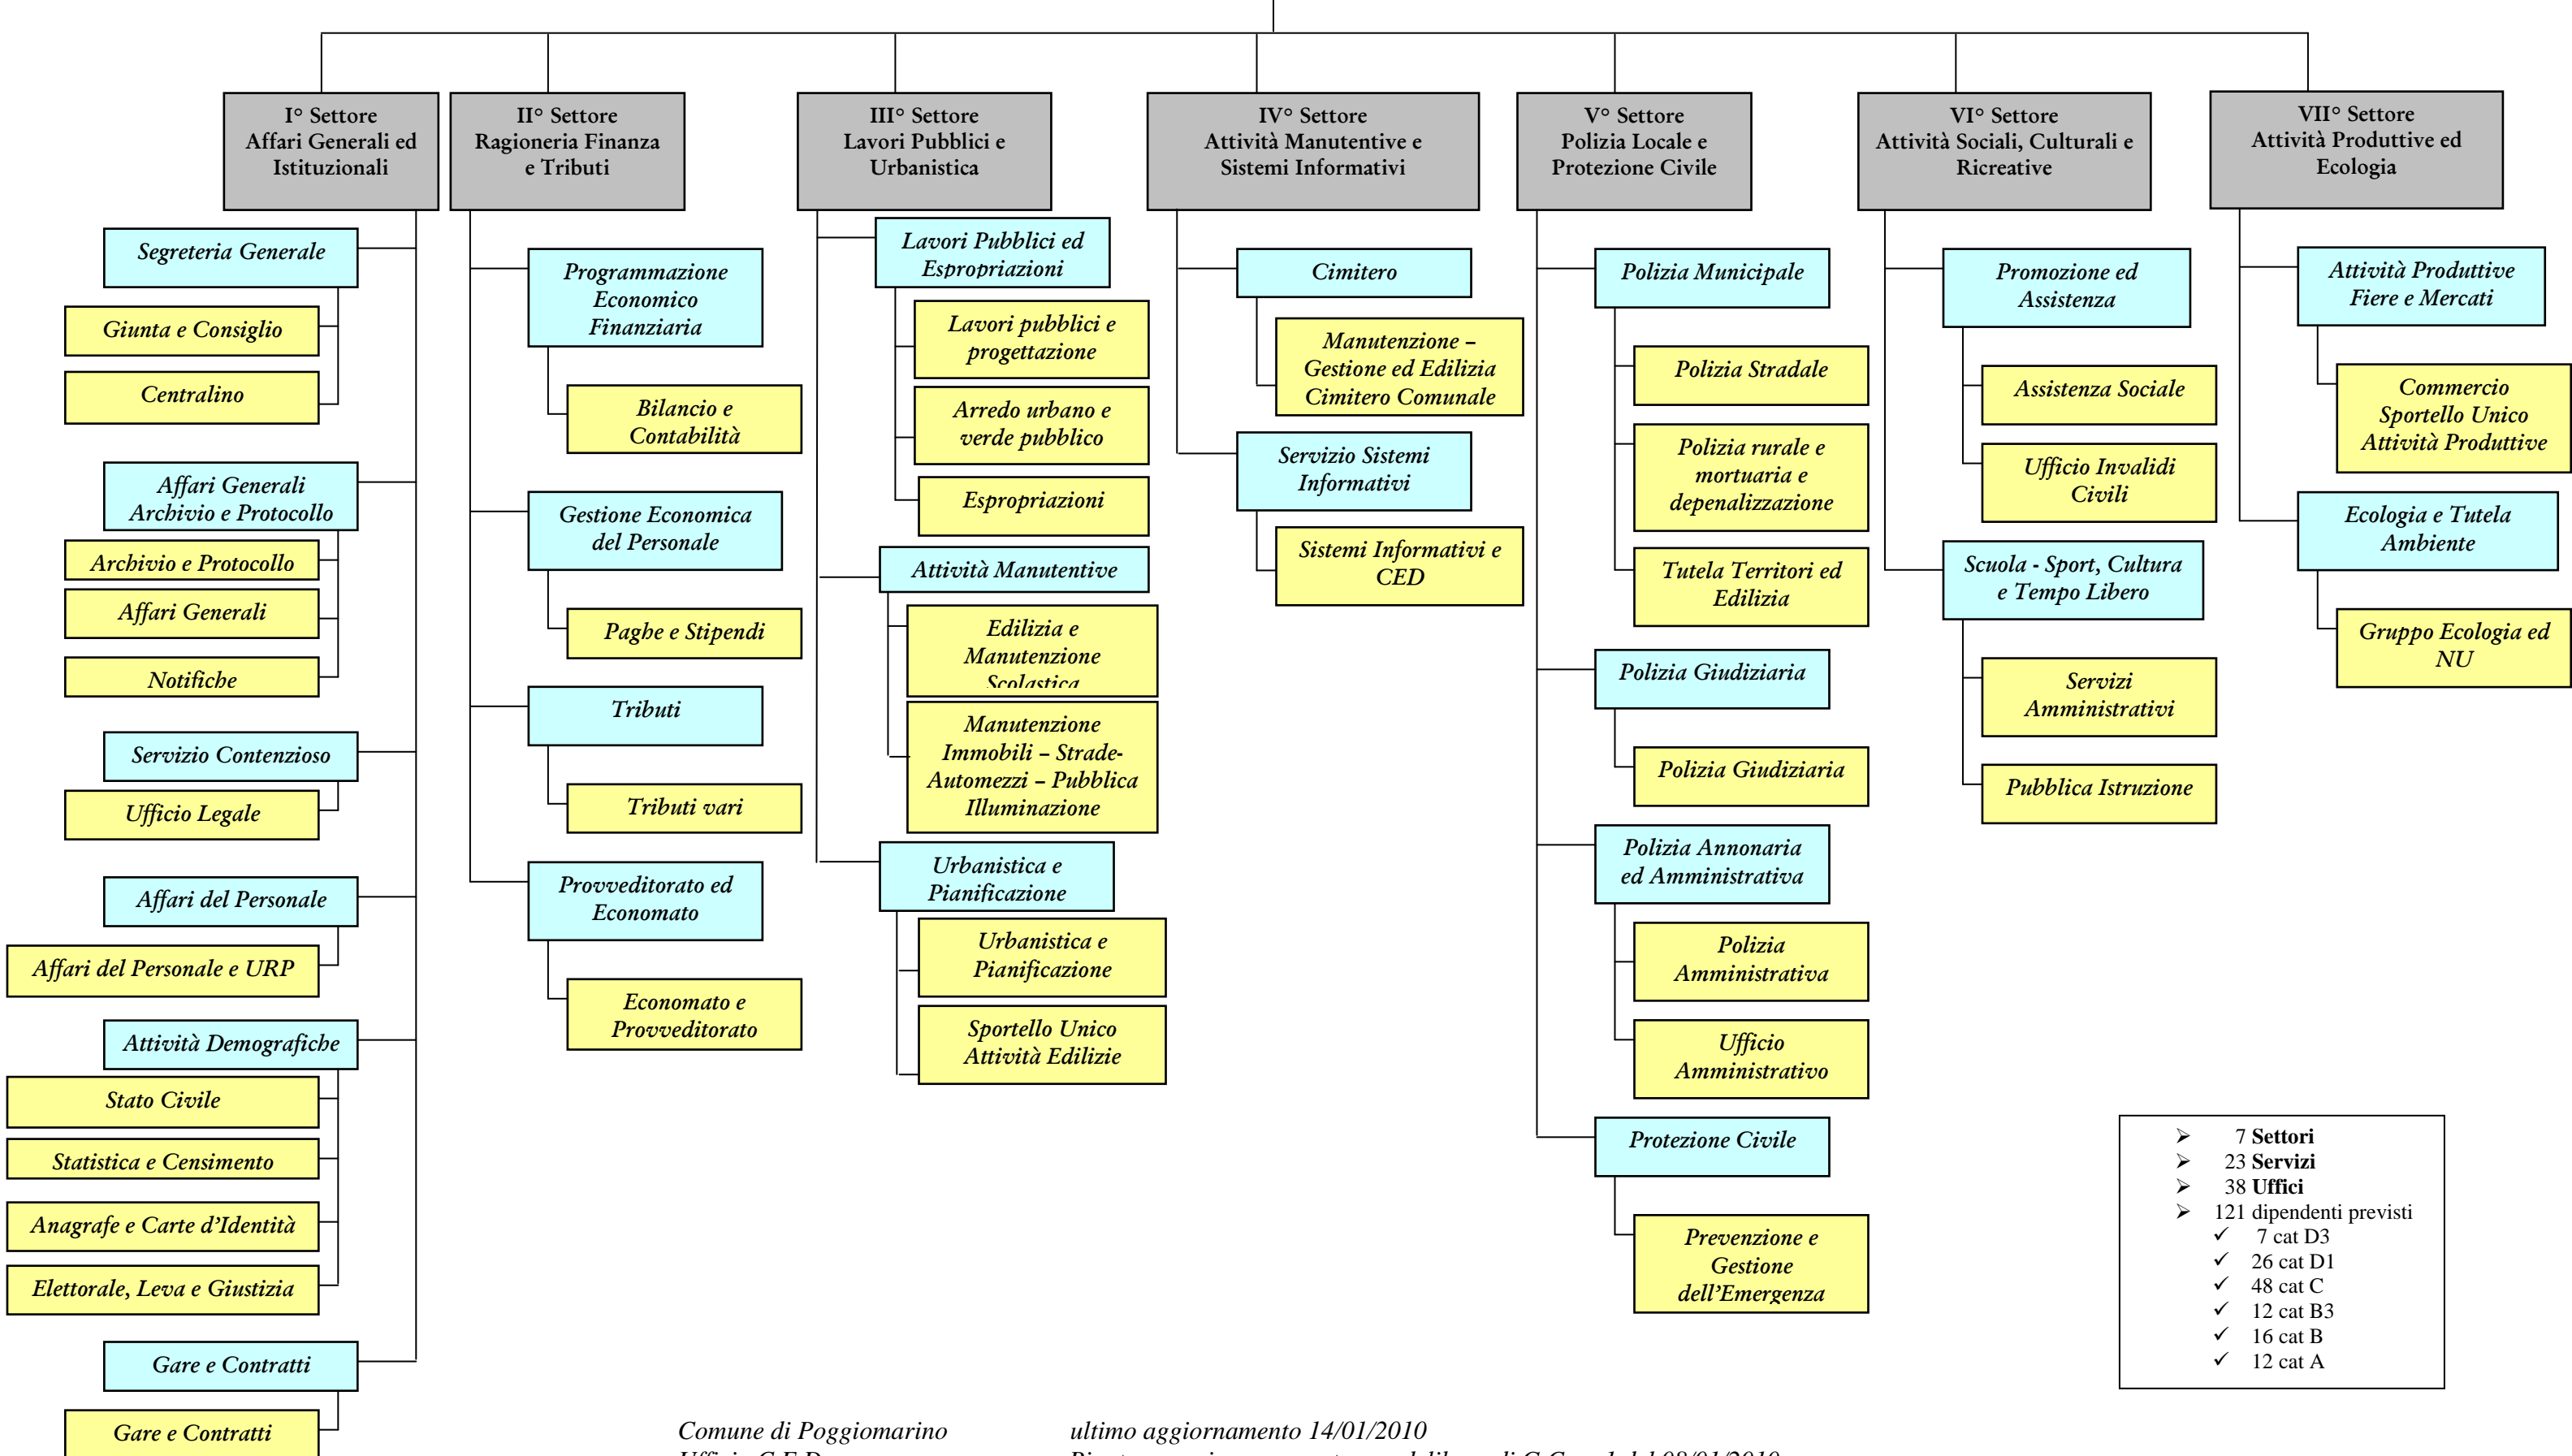 I° Settore
Affari Generali ed
Istituzionali
Segreteria Generale
Giunta e Consiglio
Centralino
Affari Generali
Archivio e Protocollo
Archivio e Protocollo
Affari Generali
Notifiche
Servizio Contenzioso
Ufficio Legale
Affari del Personale
Affari del Personale e URP
Attività Demografiche
Stato Civile
Statistica e Censimento
Anagrafe e Carte d'Identità
Elettorale, Leva e Giustizia
Gare e Contratti
Gare e Contratti
II° Settore
Ragioneria Finanza
e Tributi
Programmazione
Economico
Finanziaria
Bilancio e
Contabilità
Gestione Economica
del Personale
Paghe e Stipendi
Tributi
Tributi vari
Provveditorato ed
Economato
Economato e
Provveditorato
III° Settore
Lavori Pubblici e
Urbanistica
Lavori Pubblici ed
Espropriazioni
Lavori pubblici e
progettazione
Arredo urbano e
verde pubblico
Espropriazioni
Attività Manutentive
Edilizia e
Manutenzione
Scolastica
Manutenzione
Immobili – Strade-
Automezzi – Pubblica
Illuminazione
Urbanistica e
Pianificazione
Urbanistica e
Pianificazione
Sportello Unico
Attività Edilizie
IV° Settore
Attività Manutentive e
Sistemi Informativi
Cimitero
Manutenzione –
Gestione ed Edilizia
Cimitero Comunale
Servizio Sistemi
Informativi
Sistemi Informativi e
CED
V° Settore
Polizia Locale e
Protezione Civile
Polizia Municipale
Polizia Stradale
Polizia rurale e
mortuaria e
depenalizzazione
Tutela Territori ed
Edilizia
Polizia Giudiziaria
Polizia Giudiziaria
Polizia Annonaria
ed Amministrativa
Polizia
Amministrativa
Ufficio
Amministrativo
Protezione Civile
Prevenzione e
Gestione
dell'Emergenza
VI° Settore
Attività Sociali, Culturali e
Ricreative
Promozione ed
Assistenza
Assistenza Sociale
Ufficio Invalidi
Civili
Scuola - Sport, Cultura
e Tempo Libero
Servizi
Amministrativi
Pubblica Istruzione
VII° Settore
Attività Produttive ed
Ecologia
Attività Produttive
Fiere e Mercati
Commercio
Sportello Unico
Attività Produttive
Ecologia e Tutela
Ambiente
Gruppo Ecologia ed
NU
➢ 7 Settori
➢ 23 Servizi
➢ 38 Uffici
➢ 121 dipendenti previsti
✓ 7 cat D3
✓ 26 cat D1
✓ 48 cat C
✓ 12 cat B3
✓ 16 cat B
✓ 12 cat A
Comune di Poggiomarino ultimo aggiornamento 14/01/2010